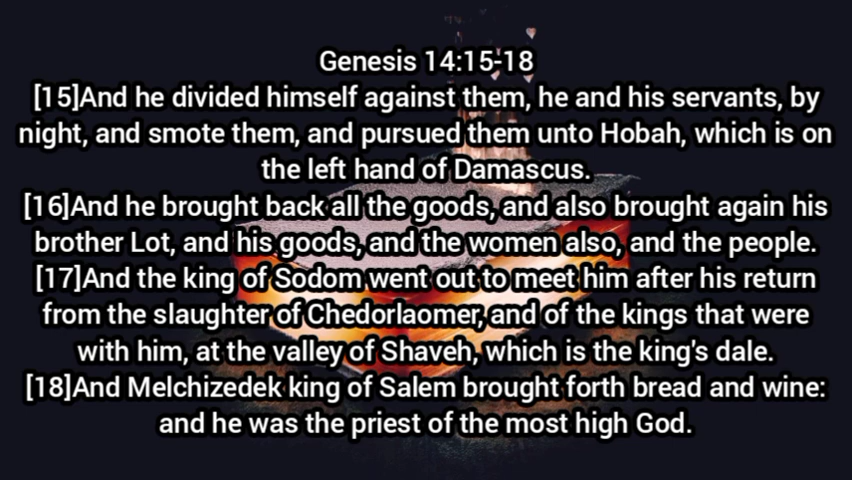 Genesis 14:15-18
[15]And he divided himself against them, he and his servants, by
night, and smote them, and pursued them unto Hobah, which is on
the left hand of Damascus.
[16]And he brought back all the goods, and also brought again his
brother Lot, and his goods, and the women also, and the people.
[17]And the king of Sodom went out to meet him after his return
from the slaughter of Chedorlaomer, and of the kings that were
with him, at the valley of Shaveh, which is the king's dale.
[18]And Melchizedek king of Salem brought forth bread and wine:
and he was the priest of the most high God.